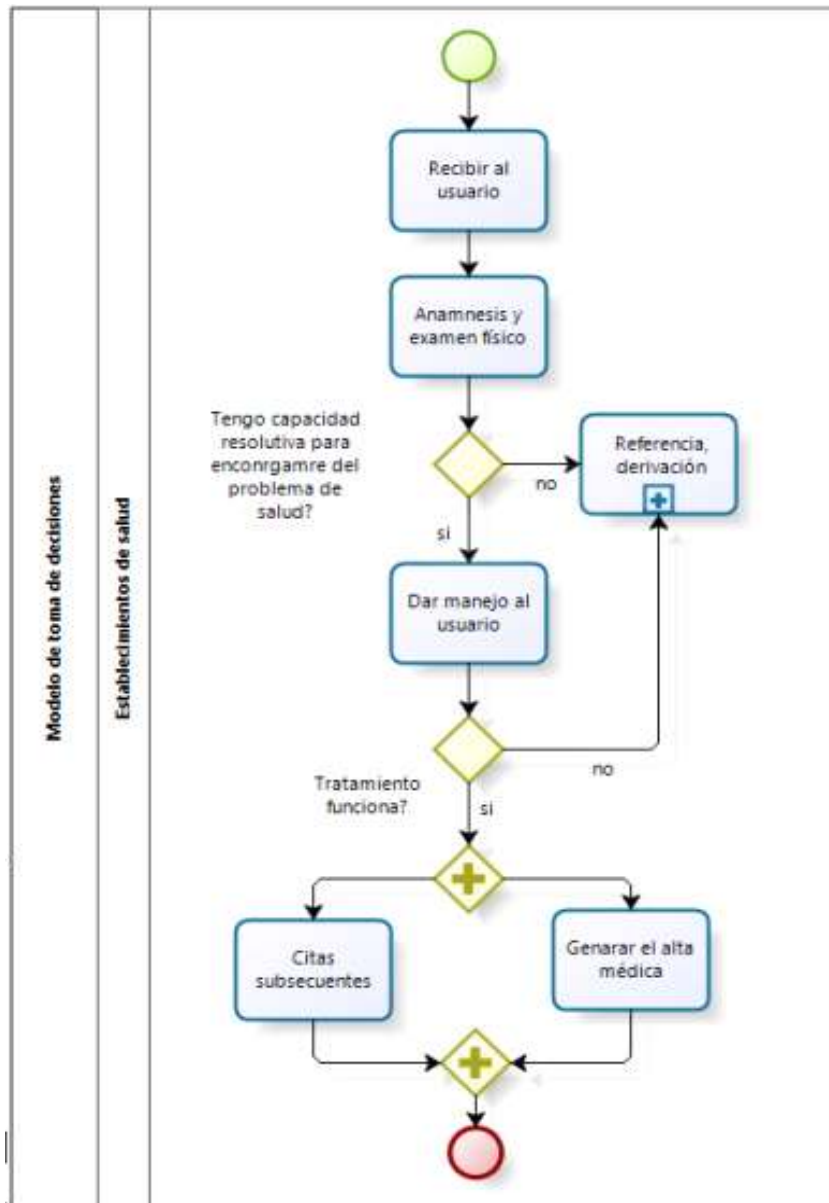 Modelo de toma de decisiones
Establecimientos de salud
Recibir al
usuario
Anamnesis y
examen físico
Tengo capacidad
resolutiva para
enconrgamre del
problema de
salud?
no
Referencia,
derivación
si
Dar manejo al
usuario
Tratamiento
funciona?
no
si
Citas
subsecuentes
Genarar el alta
médica